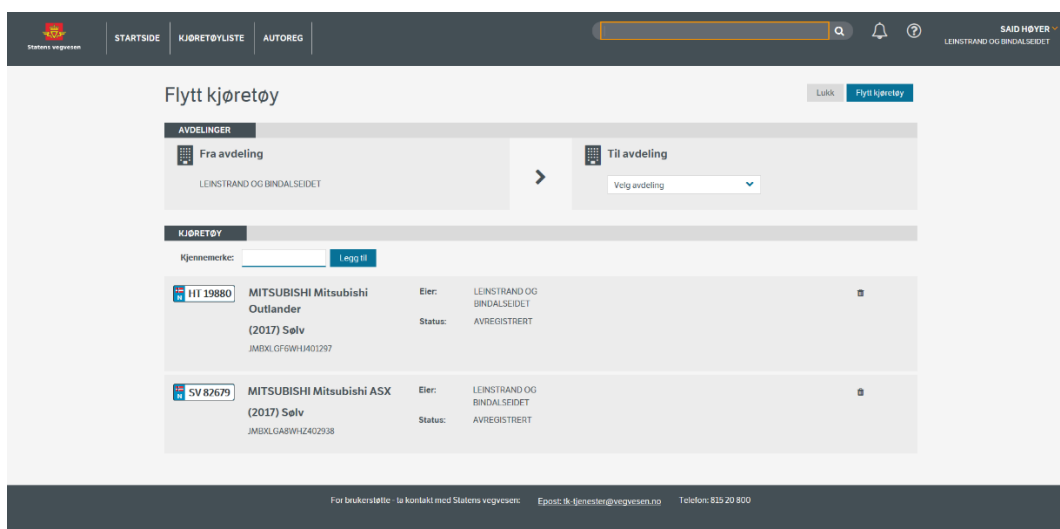 Statens vegvesen
STARTSIDE KJØRETØYLISTE AUTOREG
SAID HØYER
LEINSTRAND OG BINDALSEIDET
Flytt kjøretøy
Lukk Flytt kjøretøy
AVDELINGER
Fra avdeling
LEINSTRAND OG BINDALSEIDET
Til avdeling
Velg avdeling
KJØRETØY
Kjennemerke: Legg til
N HT 19880
MITSUBISHI Mitsubishi
Outlander
(2017) Sølv
JMBXLGF6WHJ401297
Eier: LEINSTRAND OG
BINDALSEIDET
Status: AVREGISTRERT
N SV 82679
MITSUBISHI Mitsubishi ASX
(2017) Sølv
JMBXLGA8WHZ402938
Eier: LEINSTRAND OG
BINDALSEIDET
Status: AVREGISTRERT
For brukerstøtte - ta kontakt med Statens vegvesen: Epost: tk-tjenester@vegvesen.no Telefon: 815 20 800